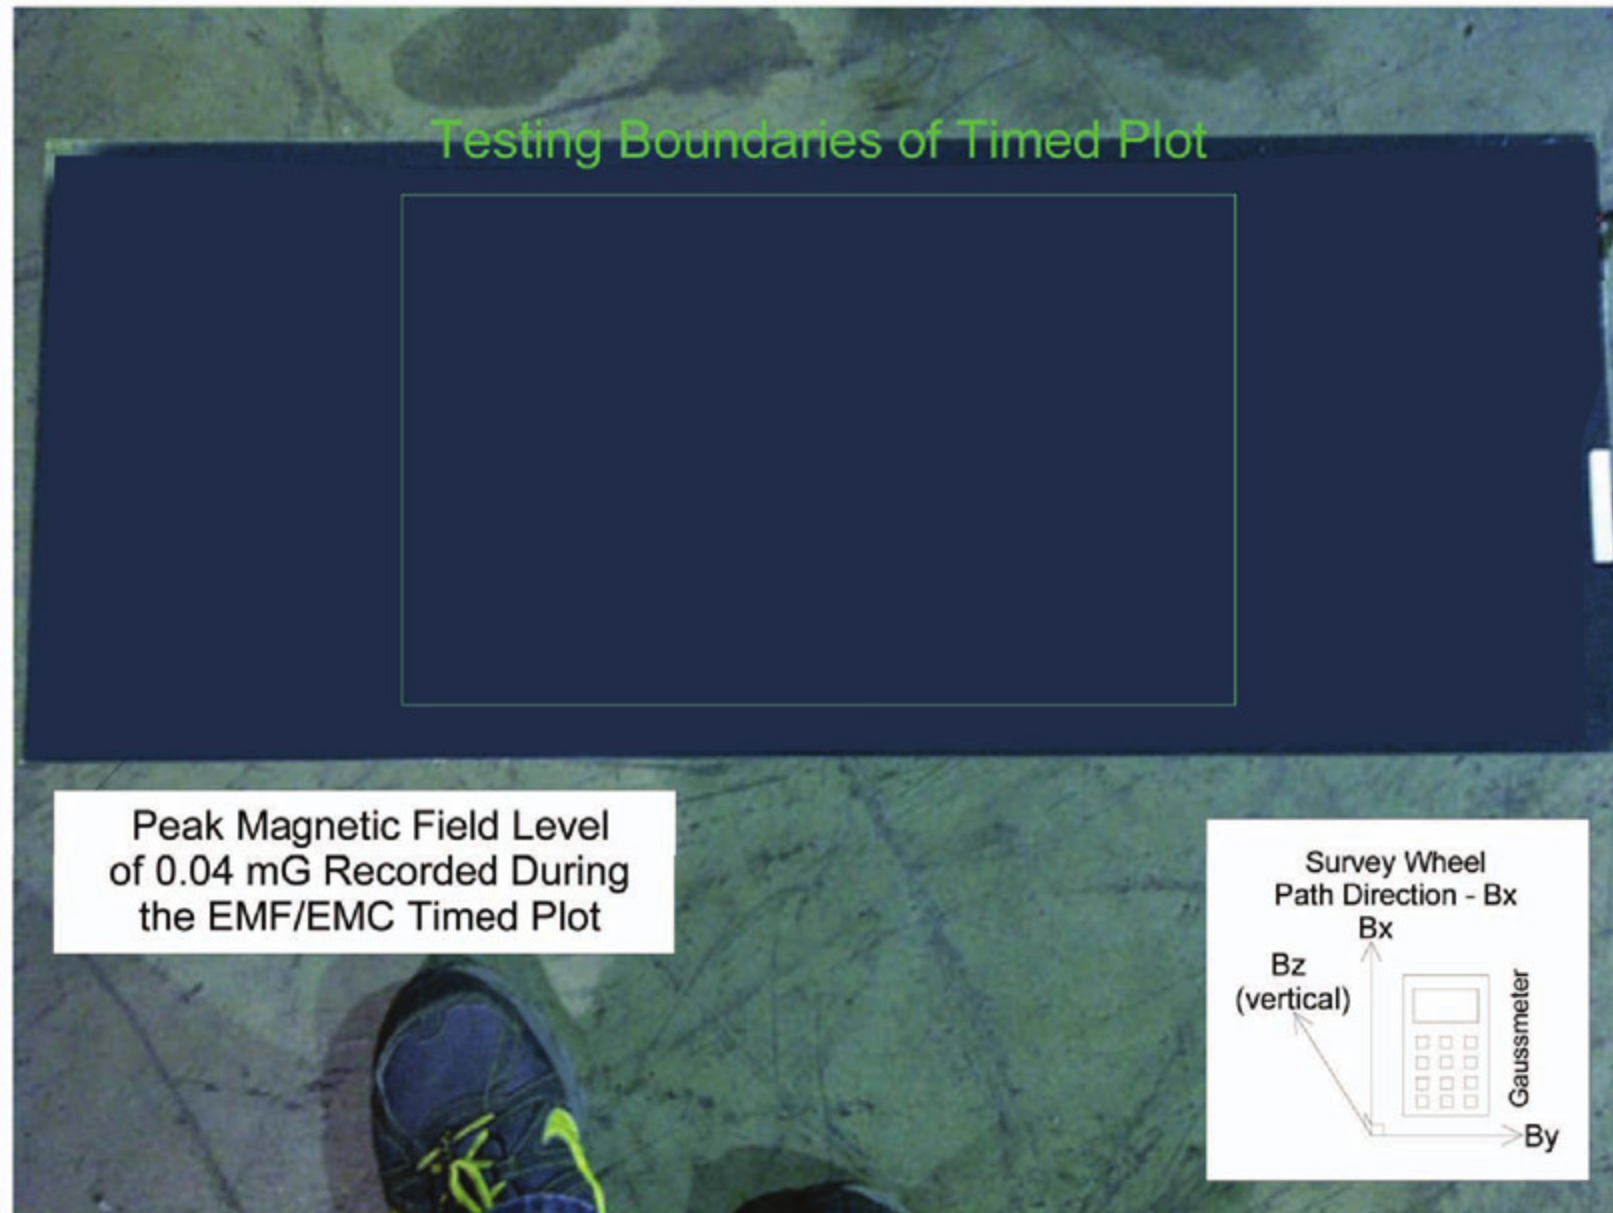 Testing Boundaries of Timed Plot
Peak Magnetic Field Level
of 0.04 mG Recorded During
the EMF/EMC Timed Plot
Survey Wheel
Path Direction - Bx
Bx
Bz
(vertical)
Gaussmeter
By